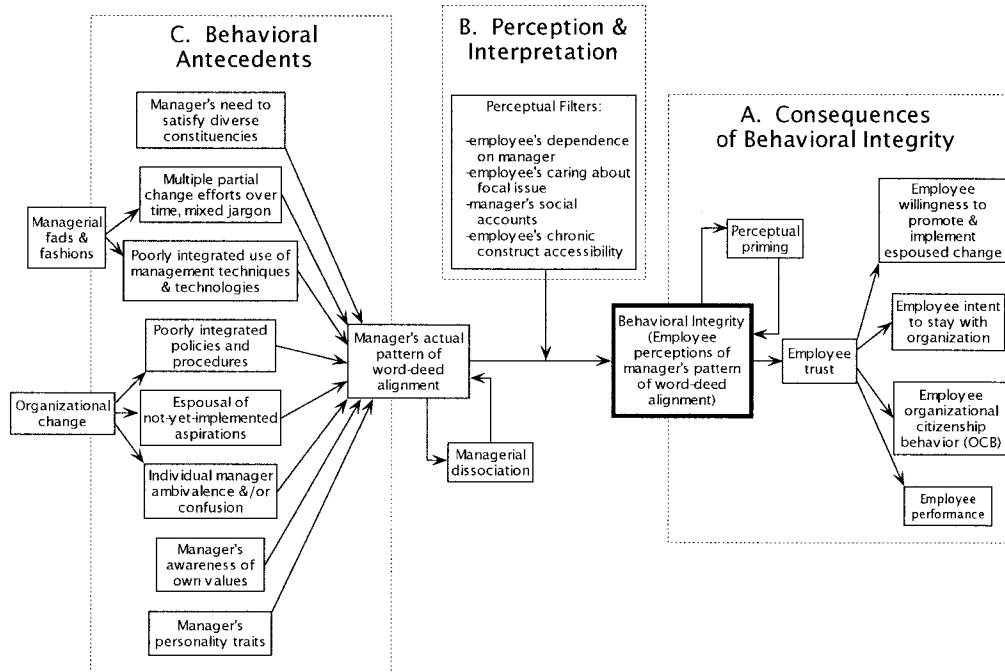 C. Behavioral
Antecedents
Manager's need to
satisfy diverse
constituencies
Multiple partial
change efforts over
time, mixed jargon
Managerial
fads &
fashions
Poorly integrated use of
management techniques
& technologies
Poorly integrated
policies and
procedures
Organizational
change
Espousal of
not-yet-implemented
aspirations
Individual manager
ambivalence &/or
confusion
Manager's
awareness of
own values
Manager's
personality traits
Manager's actual
pattern of
word-deed
alignment
Managerial
dissociation
B. Perception &
Interpretation
Perceptual Filters:
-employee's dependence
on manager
-employee's caring about
focal issue
-manager's social
accounts
-employee's chronic
construct accessibility
A. Consequences
of Behavioral Integrity
Perceptual
priming
Behavioral Integrity
(Employee
perceptions of
manager's pattern
of word-deed
alignment)
Employee
trust
Employee
willingness to
promote &
implement
espoused change
Employee intent
to stay with
organization
Employee
organizational
citizenship
behavior (OCB)
Employee
performance